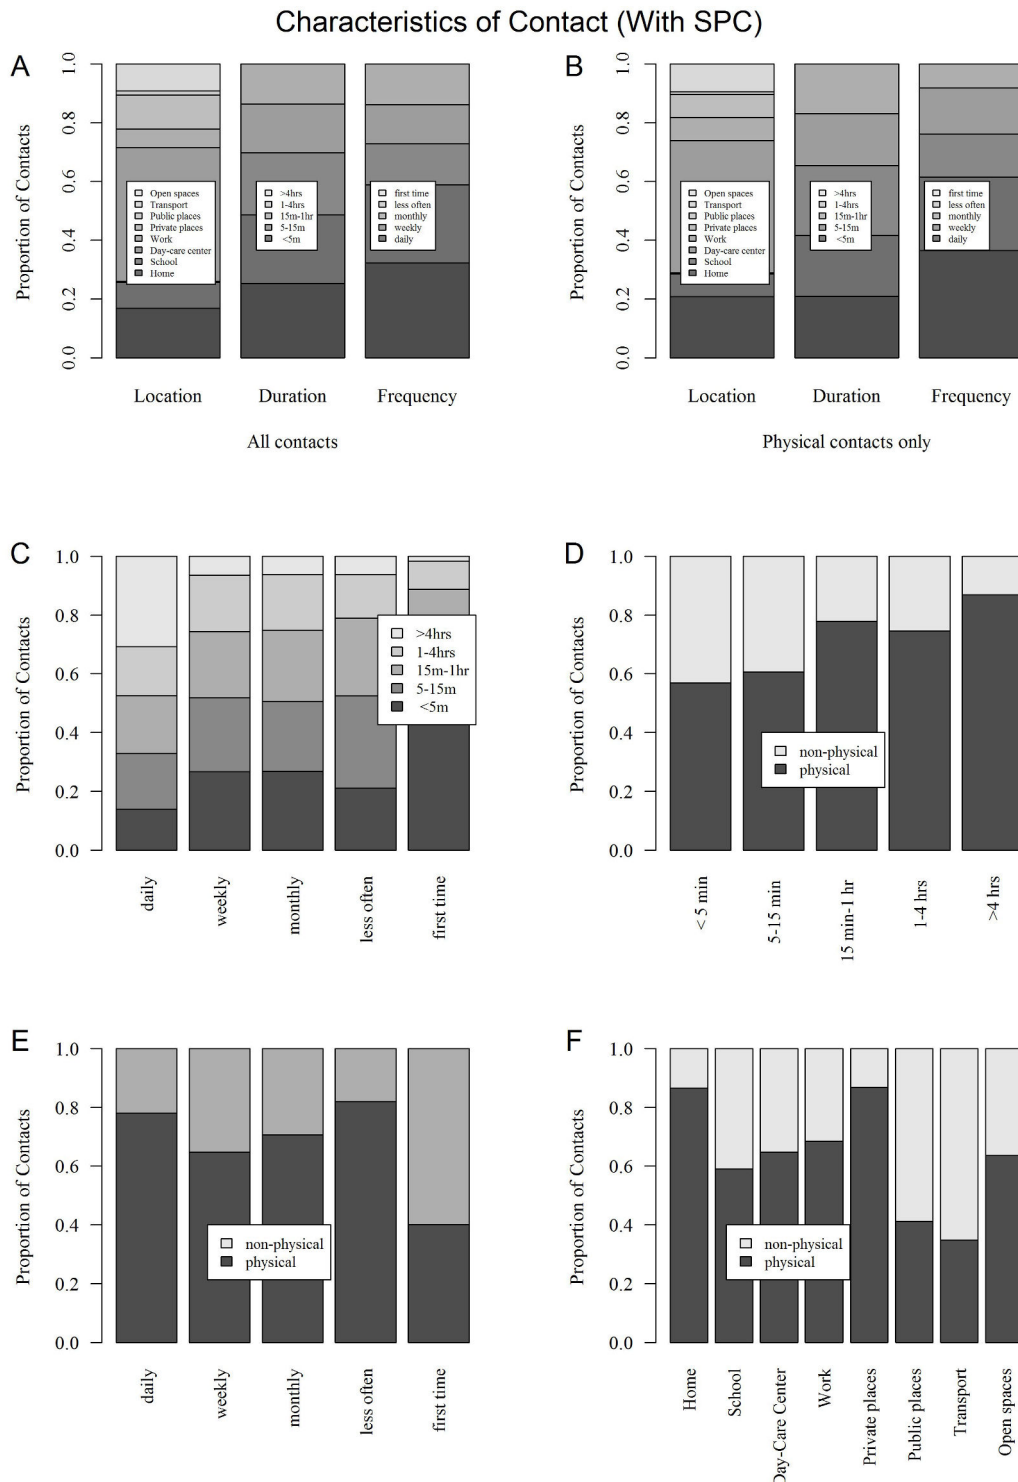 Characteristics of Contact (With SPC)
A
Proportion of Contacts
1.0
0.8
0.6
0.4
0.2
0.0
Open spaces
Transport
Public places
Private places
Work
Day-care center
School
Home
>4hrs
1-4hrs
15m-1hr
5-15m
<5m
first time
less often
monthly
weekly
daily
Location
Duration
Frequency
All contacts
B
Proportion of Contacts
1.0
0.8
0.6
0.4
0.2
0.0
Open spaces
Transport
Public places
Private places
Work
Day-care center
School
Home
>4hrs
1-4hrs
15m-1hr
5-15m
<5m
first time
less often
monthly
weekly
daily
Location
Duration
Frequency
Physical contacts only
C
Proportion of Contacts
1.0
0.8
0.6
0.4
0.2
0.0
>4hrs
1-4hrs
15m-1hr
5-15m
<5m
daily
weekly
monthly
less often
first time
D
Proportion of Contacts
1.0
0.8
0.6
0.4
0.2
0.0
non-physical
physical
< 5 min
5-15 min
15 min-1 hr
1-4 hrs
>4 hrs
E
Proportion of Contacts
1.0
0.8
0.6
0.4
0.2
0.0
non-physical
physical
daily
weekly
monthly
less often
first time
F
Proportion of Contacts
1.0
0.8
0.6
0.4
0.2
0.0
non-physical
physical
Home
School
Day-Care Center
Work
Private places
Public places
Transport
Open spaces